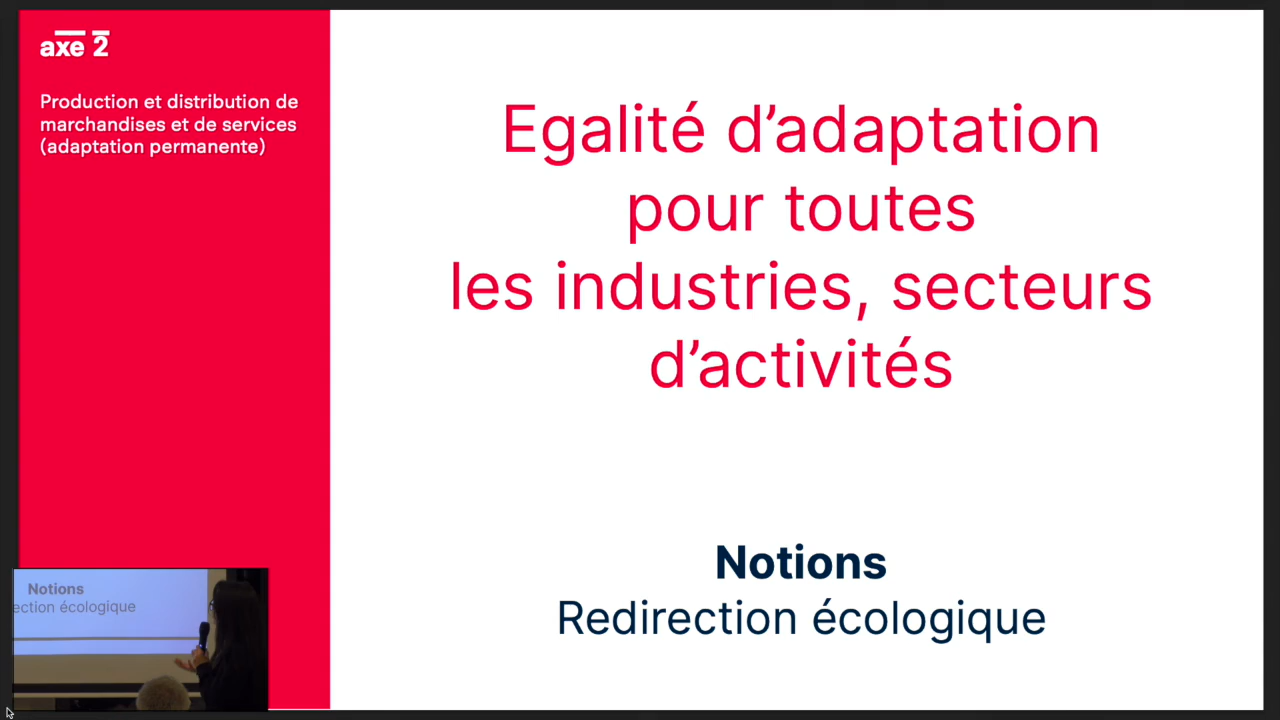 axe 2
Production et distribution de
marchandises et de services
(adaptation permanente)
Egalité d’adaptation
pour toutes
les industries, secteurs
d’activités
Notions
Redirection écologique
Notions
ection écologique